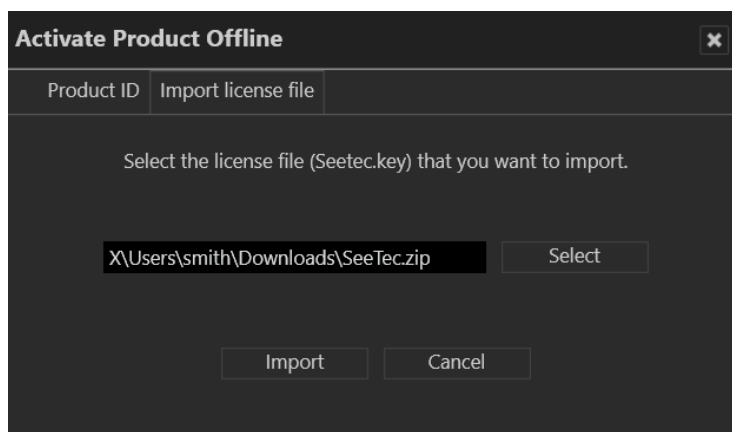 Activate Product Offline
Product ID Import license file
Select the license file (Seetec.key) that you want to import.
X\Users\smith\Downloads\SeeTec.zip Select
Import Cancel